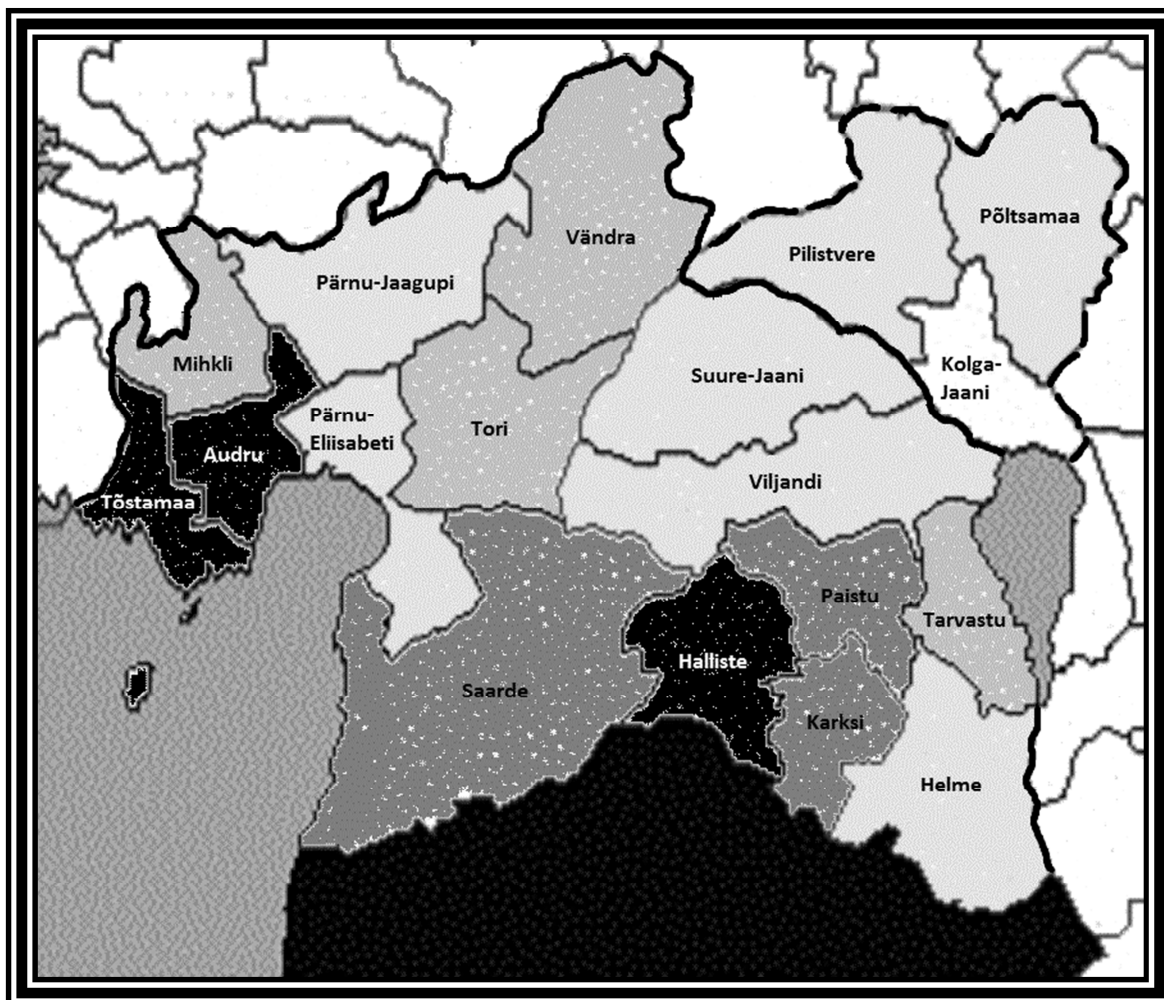 Põltsamaa
Vändra
Pilistvere
Pärnu-Jaagupi
Mihkli
Kolga-
Jaani
Suure-Jaani
Pärnu-
Eliisabeti
Tori
Audru
Viljandi
Tõstamaa
Paistu
Tarvastu
Halliste
Saarde
Karksi
Helme